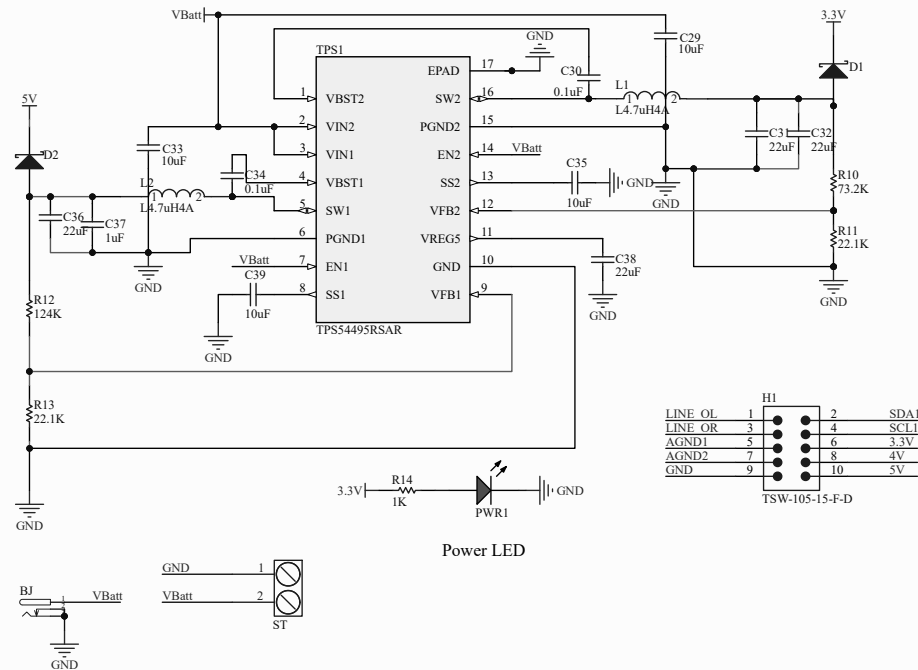 VBatt
3.3V
GND
C29
10uF
TPS1
EPAD 17
C30
0.1uF
L1
1 2
L4.7uH4A
D1
5V
1 VBST2
SW2 16
2 VIN2
PGND2 15
C31
22uF
C32
22uF
C33
10uF
3 VIN1
EN2 14 VBatt
D2
C34
0.1uF
4 VBST1
SS2 13
C35
10uF
GND
GND
R10
73.2K
L2
1 2
L4.7uH4A
5 SW1
VFB2 12
C36
22uF
C37
1uF
6 PGND1
VREG5 11
R11
22.1K
C38
22uF
VBatt 7 EN1
GND 10
GND
C39
10uF
8 SS1
VFB1 9
GND
R12
124K
TPS54495RSAR
GND
GND
R13
22.1K
H1
LINE_OL 1 2 SDA1
LINE_OR 3 4 SCL1
AGND1 5 6 3.3V
AGND2 7 8 4V
GND 9 10 5V
TSW-105-15-F-D
GND
3.3V
R14
1K
PWR1
GND
Power LED
BJ
1
VBatt
GND
GND 1
VBatt 2
ST